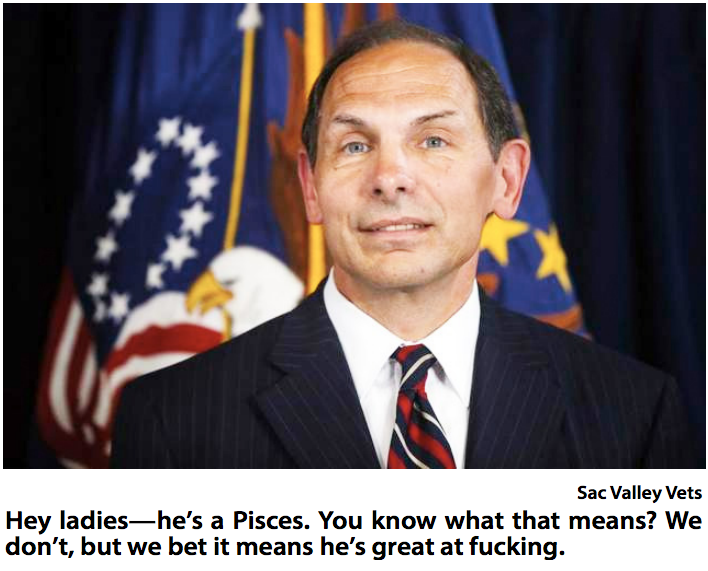 Sac Valley Vets
Hey ladies—he's a Pisces. You know what that means? We
don't, but we bet it means he's great at fucking.